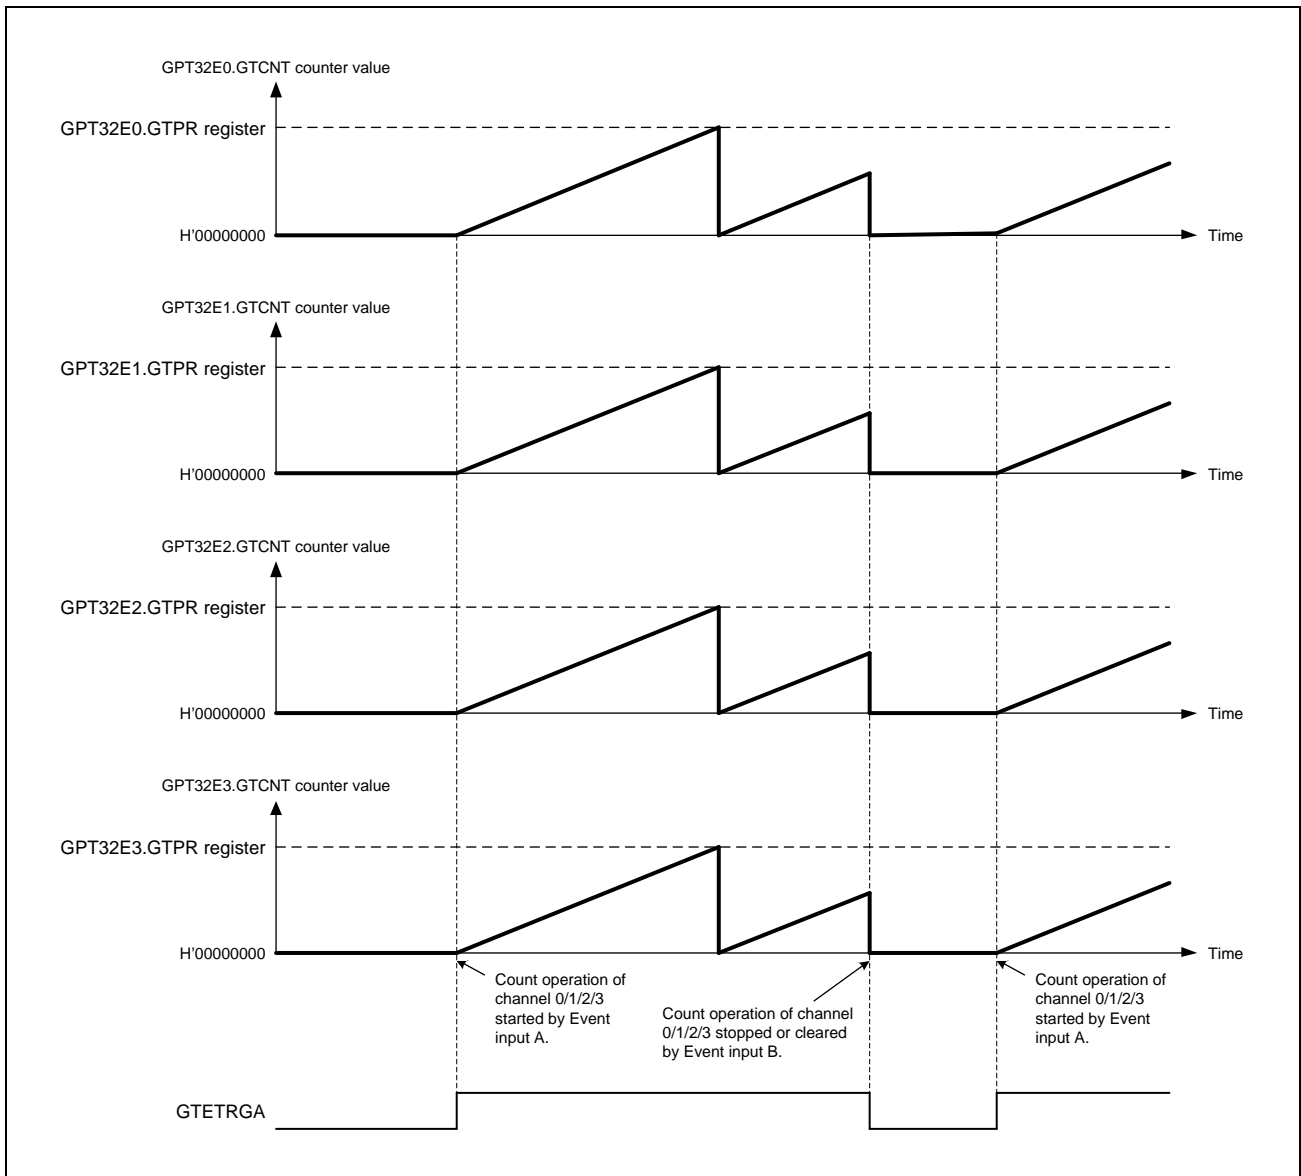 GPT32E0.GTCNT counter value
GPT32E0.GTPR register
H'00000000
Time
GPT32E1.GTCNT counter value
GPT32E1.GTPR register
H'00000000
Time
GPT32E2.GTCNT counter value
GPT32E2.GTPR register
H'00000000
Time
GPT32E3.GTCNT counter value
GPT32E3.GTPR register
H'00000000
Time
Count operation of
channel 0/1/2/3
started by Event
input A.
Count operation of channel
0/1/2/3 stopped or cleared
by Event input B.
Count operation of
channel 0/1/2/3
started by Event
input A.
GTETRGA